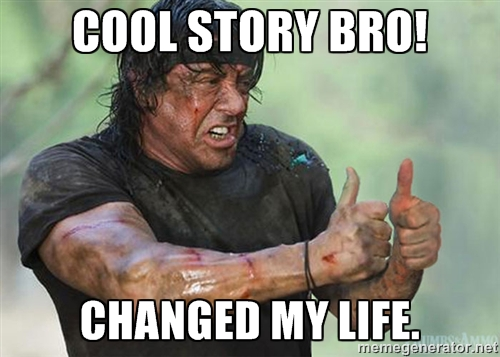 COOL STORY BRO!
CHANGED MY LIFE.
memegenerator.net